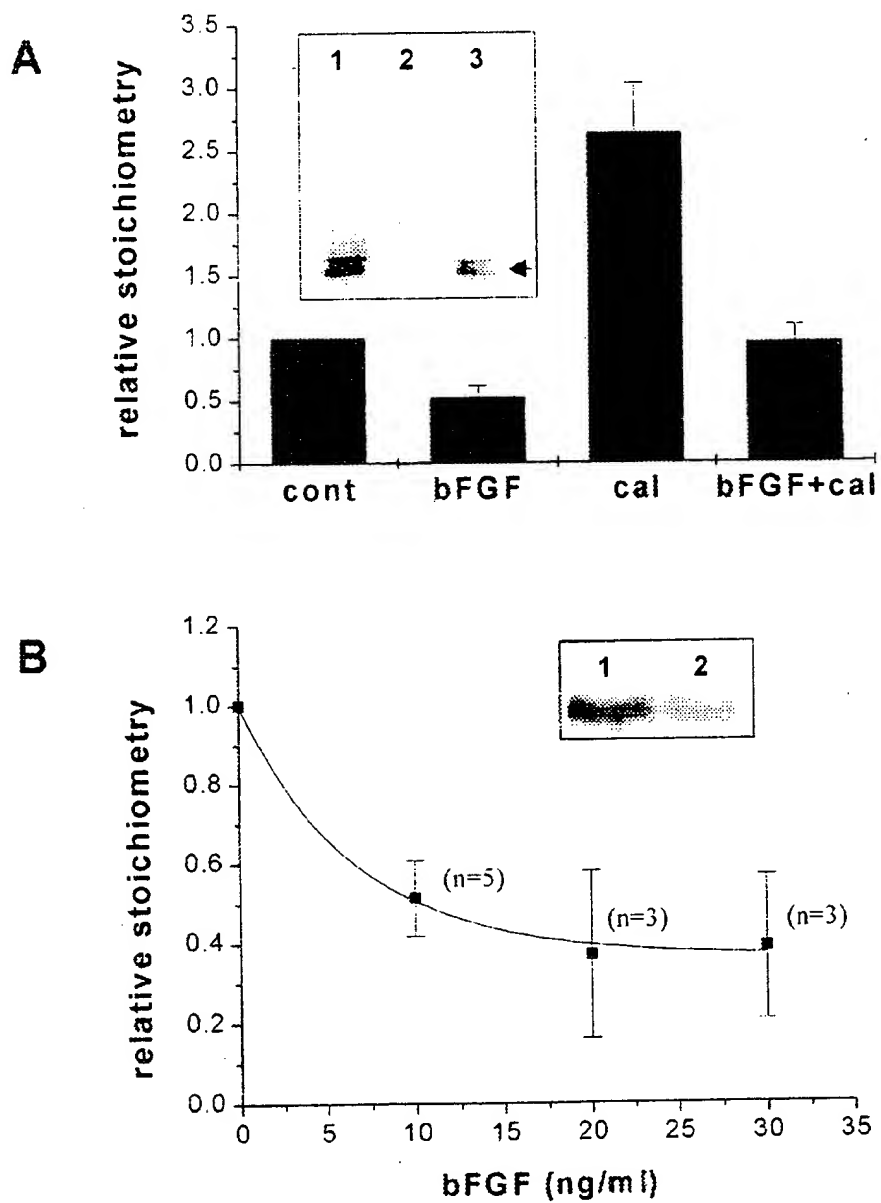 A
relative stoichiometry
3.5
3.0
2.5
2.0
1.5
1.0
0.5
0.0
1 2 3
cont bFGF cal bFGF+cal
B
relative stoichiometry
1.2
1.0
0.8
0.6
0.4
0.2
0.0
1 2
(n=5)
(n=3)
(n=3)
0 5 10 15 20 25 30 35
bFGF (ng/ml)